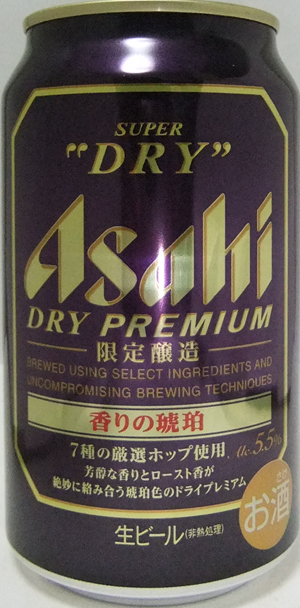 SUPER
"DRY"
Asahi
DRY PREMIUM
限定醸造
BREWED USING SELECT INGREDIENTS AND
UNCOMPROMISING BREWING TECHNIQUES
香りの琥珀
7種の厳選ホップ使用
Alc.5.5%
芳醇な香りとロースト香が
絶妙に絡み合う琥珀色のドライプレミアム
お酒
生ビール(非熱処理)